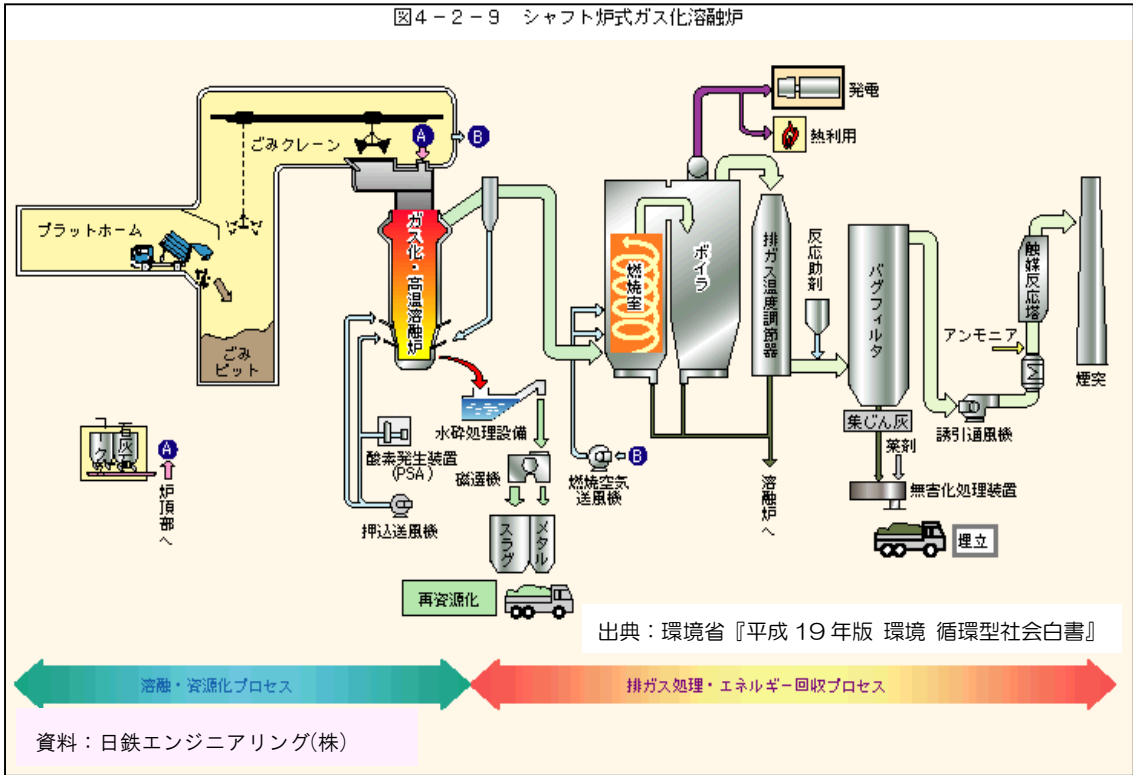 図4-2-9 シャフト炉式ガス化溶融炉
発電
熱利用
ごみクレーン
A
B
プラットホーム
ごみ
ピット
ガス化・高温溶融炉
燃焼室
ボイラ
排ガス温度調節器
反応助剤
バグフィルタ
触媒反応塔
アンモニア
煙突
誘引通風機
集じん灰
薬剤
無害化処理装置
埋立
水砕処理設備
酸素発生装置
(PSA)
磁選機
燃焼空気
送風機
B
溶融炉へ
押込送風機
スラグ
メタル
再資源化
石灰
A
炉頂部へ
出典：環境省『平成19年版 環境 循環型社会白書』
溶融・資源化プロセス
排ガス処理・エネルギー回収プロセス
資料：日鉄エンジニアリング(株)